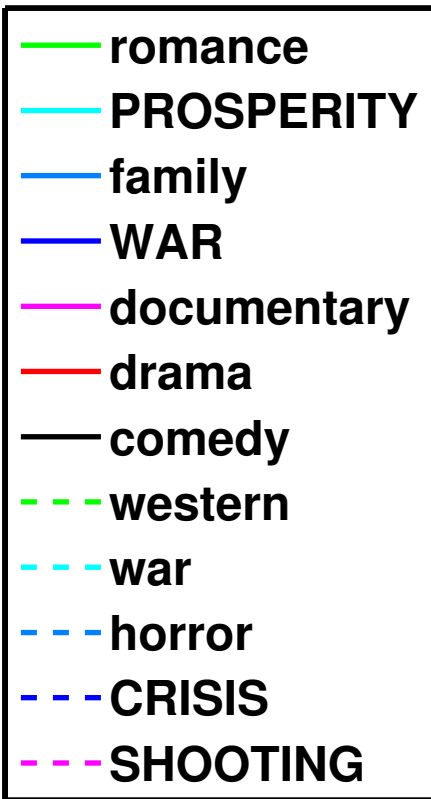 romance
PROSPERITY
family
WAR
documentary
drama
comedy
western
war
horror
CRISIS
SHOOTING